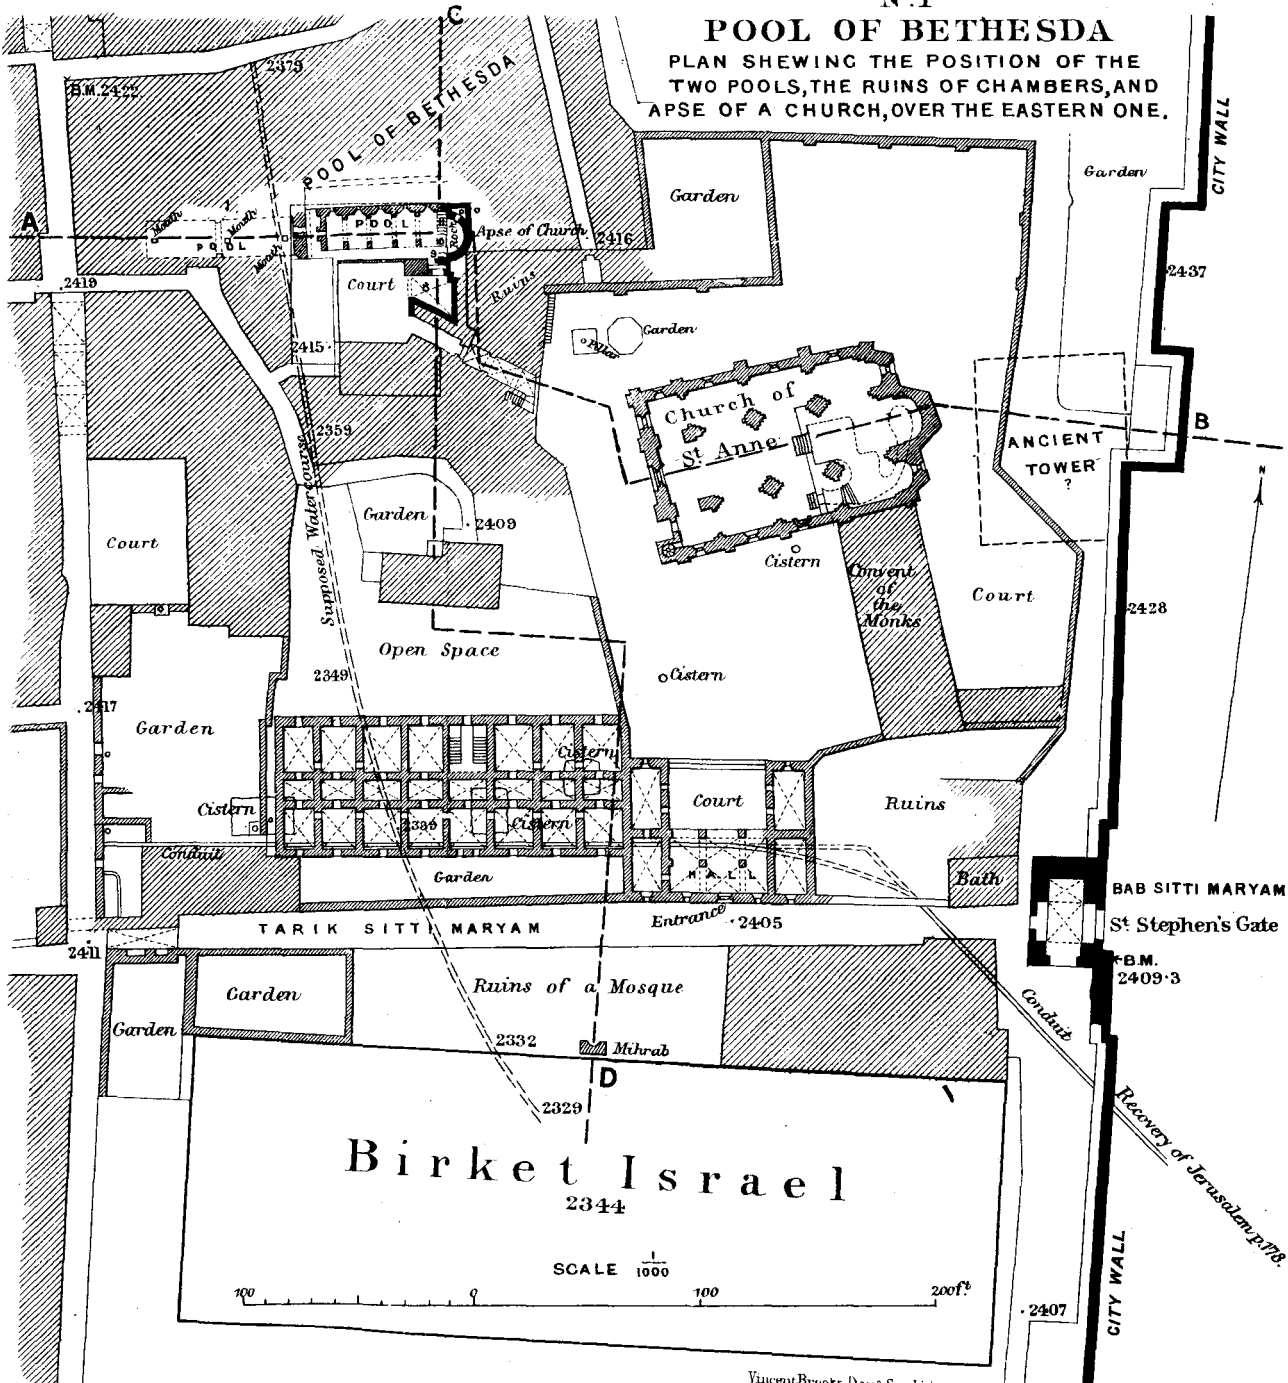 Nº.1
POOL OF BETHESDA
PLAN SHEWING THE POSITION OF THE
TWO POOLS, THE RUINS OF CHAMBERS, AND
APSE OF A CHURCH, OVER THE EASTERN ONE.
C
2379
B.M. 2422.
POOL OF BETHESDA
CITY WALL
Garden
Garden
A
Mouth
Mouth
POOL
Mouth
POOL
Rock
Apse of Church
2416
2437
2419
Court
Ruins
Garden
Pillar
2415
Church of
St. Anne
B
ANCIENT
TOWER
?
N
2359
Supposed Watercourse
Garden
2409
Court
Cistern
Convent
of
the
Monks
Court
2428
Open Space
2349
Cistern
2417
Garden
Cistern
Court
Ruins
Cistern
2335
Cistern
Conduit
Garden
HALL
Bath
BAB SITTI MARYAM
Entrance
2405
St. Stephen's Gate
TARIK SITTI MARYAM
2411
B.M.
2409·3
Garden
Ruins of a Mosque
Conduit
Garden
2332
Mihrab
D
2329
Recovery of Jerusalem p.178.
Birket Israel
2344
SCALE 1/1000
100 0 100 200 ft.
2407
CITY WALL